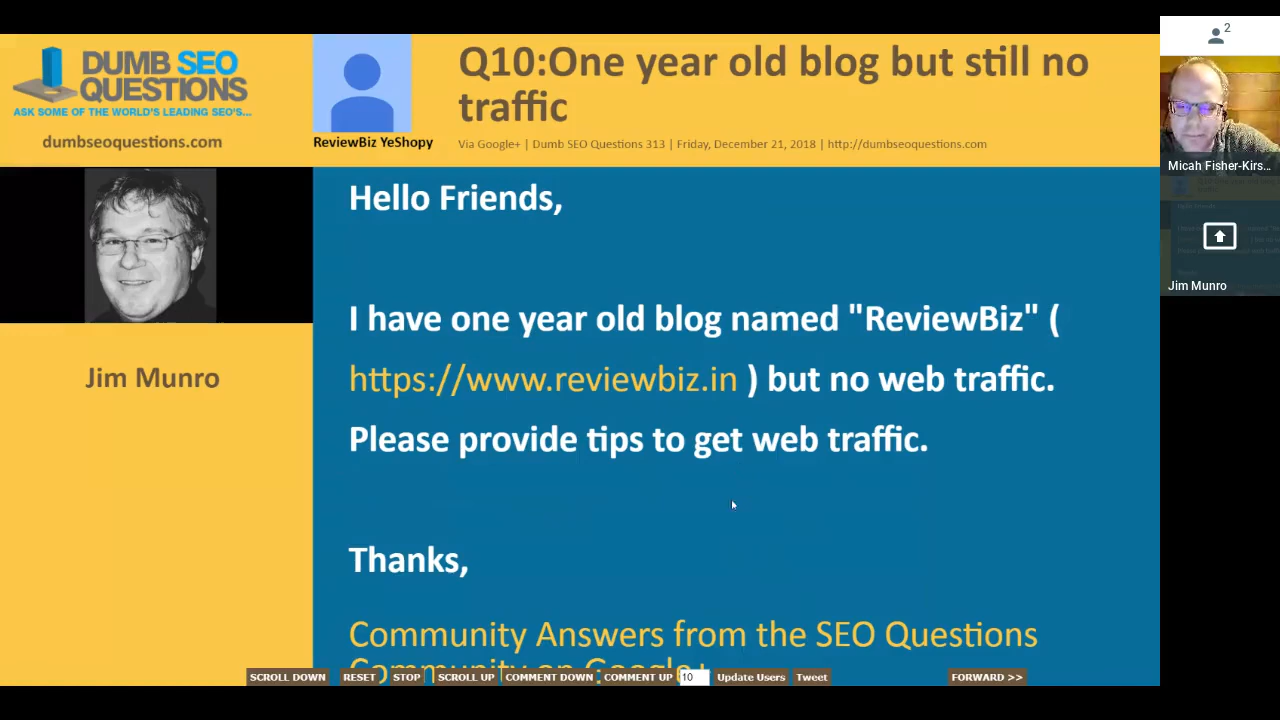 DUMB SEO
QUESTIONS
ASK SOME OF THE WORLD'S LEADING SEO'S...
dumbseoquestions.com
ReviewBiz YeShopy
Q10:One year old blog but still no
traffic
Via Google+ | Dumb SEO Questions 313 | Friday, December 21, 2018 | http://dumbseoquestions.com
2
Micah Fisher-Kirs...
Jim Munro
Jim Munro
Hello Friends,
I have one year old blog named "ReviewBiz" (
https://www.reviewbiz.in ) but no web traffic.
Please provide tips to get web traffic.
Thanks,
Community Answers from the SEO Questions
Community on Google+
SCROLL DOWN RESET STOP SCROLL UP COMMENT DOWN COMMENT UP 10 Update Users Tweet FORWARD >>